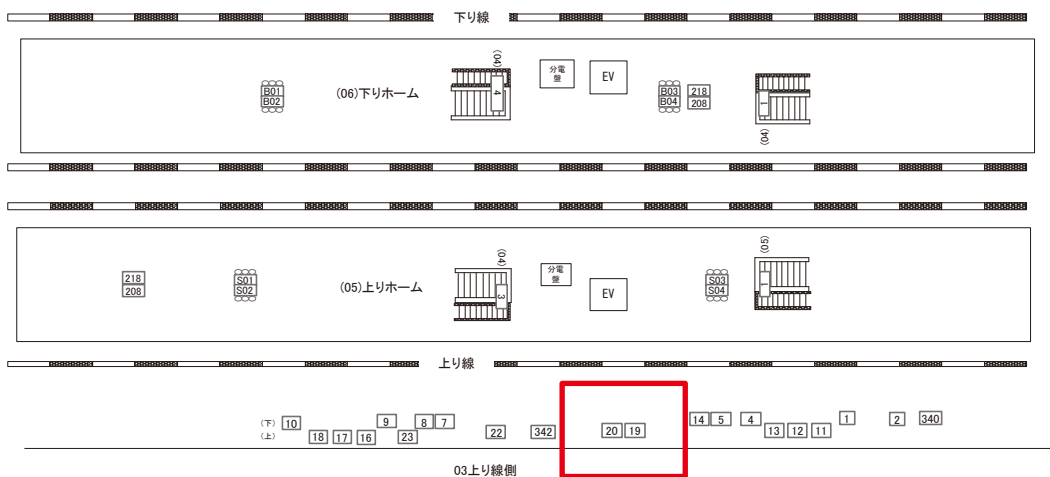 下り線
(04)
4
分電
盤
EV
B01
B02
(06)下りホーム
B03
B04
218
208
1
(04)
(05)
218
208
S01
S02
(05)上りホーム
(04)
3
分電
盤
EV
S03
S04
1
上り線
(下) 10 9 8 7 14 5 4 1 2 340
(上) 18 17 16 23 22 342 20 19 13 12 11
03上り線側